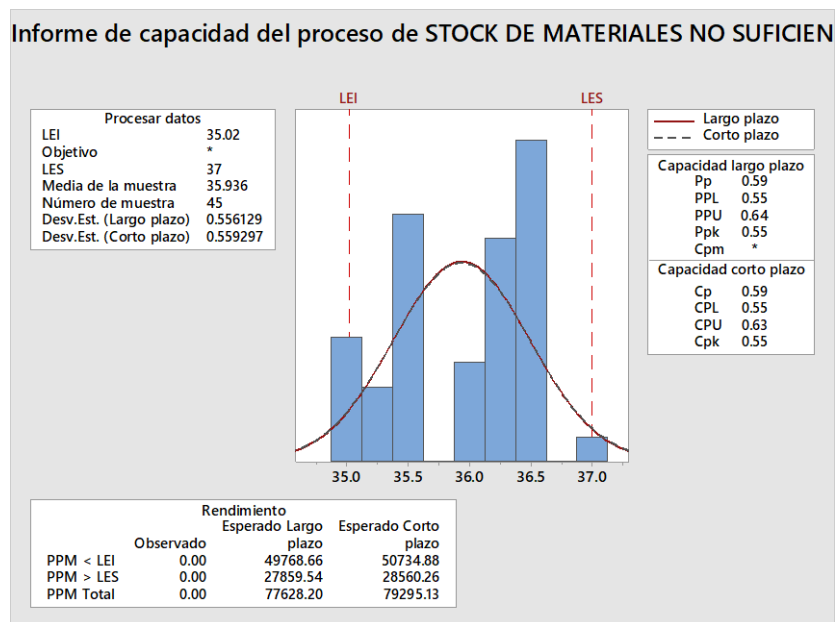 Informe de capacidad del proceso de STOCK DE MATERIALES NO SUFICIEN
LEI LES
Procesar datos
LEI 35.02
Objetivo *
LES 37
Media de la muestra 35.936
Número de muestra 45
Desv.Est. (Largo plazo) 0.556129
Desv.Est. (Corto plazo) 0.559297
Largo plazo
Corto plazo
Capacidad largo plazo
Pp 0.59
PPL 0.55
PPU 0.64
Ppk 0.55
Cpm *
Capacidad corto plazo
Cp 0.59
CPL 0.55
CPU 0.63
Cpk 0.55
35.0 35.5 36.0 36.5 37.0
Rendimiento
Esperado Largo Esperado Corto
Observado plazo plazo
PPM < LEI 0.00 49768.66 50734.88
PPM > LES 0.00 27859.54 28560.26
PPM Total 0.00 77628.20 79295.13